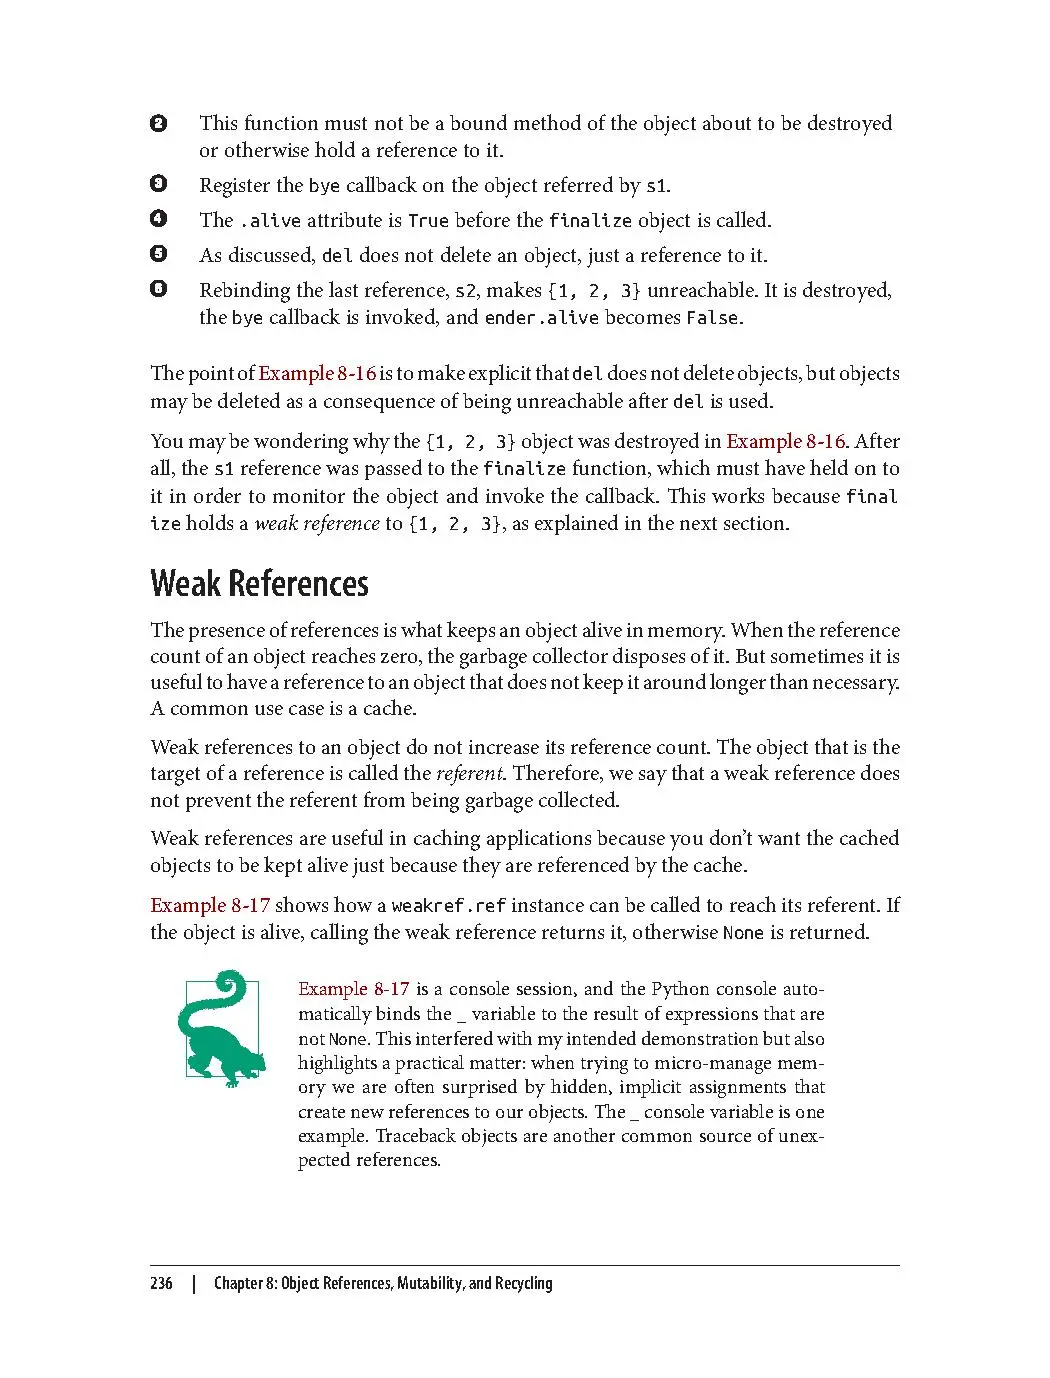 2 This function must not be a bound method of the object about to be destroyed
or otherwise hold a reference to it.
3 Register the bye callback on the object referred by s1.
4 The .alive attribute is True before the finalize object is called.
5 As discussed, del does not delete an object, just a reference to it.
6 Rebinding the last reference, s2, makes {1, 2, 3} unreachable. It is destroyed,
the bye callback is invoked, and ender.alive becomes False.
The point of Example 8-16 is to make explicit that del does not delete objects, but objects
may be deleted as a consequence of being unreachable after del is used.
You may be wondering why the {1, 2, 3} object was destroyed in Example 8-16. After
all, the s1 reference was passed to the finalize function, which must have held on to
it in order to monitor the object and invoke the callback. This works because final
ize holds a weak reference to {1, 2, 3}, as explained in the next section.
Weak References
The presence of references is what keeps an object alive in memory. When the reference
count of an object reaches zero, the garbage collector disposes of it. But sometimes it is
useful to have a reference to an object that does not keep it around longer than necessary.
A common use case is a cache.
Weak references to an object do not increase its reference count. The object that is the
target of a reference is called the referent. Therefore, we say that a weak reference does
not prevent the referent from being garbage collected.
Weak references are useful in caching applications because you don’t want the cached
objects to be kept alive just because they are referenced by the cache.
Example 8-17 shows how a weakref.ref instance can be called to reach its referent. If
the object is alive, calling the weak reference returns it, otherwise None is returned.
Example 8-17 is a console session, and the Python console auto-
matically binds the _ variable to the result of expressions that are
not None. This interfered with my intended demonstration but also
highlights a practical matter: when trying to micro-manage mem-
ory we are often surprised by hidden, implicit assignments that
create new references to our objects. The _ console variable is one
example. Traceback objects are another common source of unex-
pected references.
236 | Chapter 8: Object References, Mutability, and Recycling